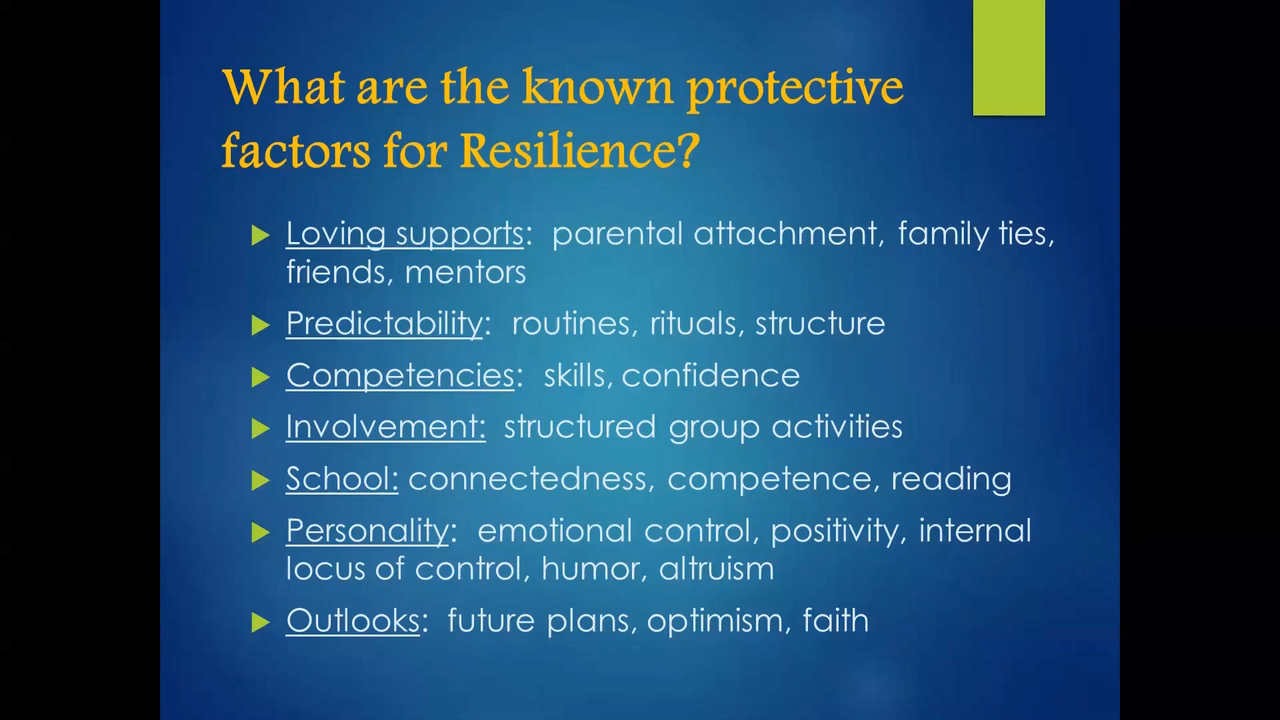 What are the known protective
factors for Resilience?
Loving supports:  parental attachment, family ties,
friends, mentors
Predictability:  routines, rituals, structure
Competencies:  skills, confidence
Involvement:  structured group activities
School: connectedness, competence, reading
Personality:  emotional control, positivity, internal
locus of control, humor, altruism
Outlooks:  future plans, optimism, faith